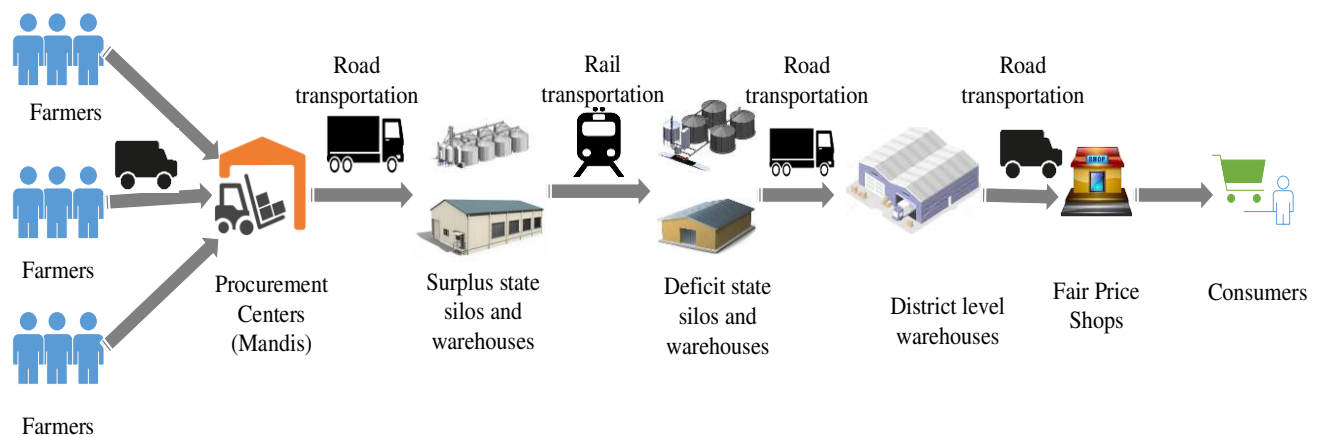 Farmers
Farmers
Farmers
Road
transportation
Procurement
Centers
(Mandis)
Surplus state
silos and
warehouses
Rail
transportation
Deficit state
silos and
warehouses
Road
transportation
District level
warehouses
Road
transportation
SHOP
Fair Price
Shops
Consumers